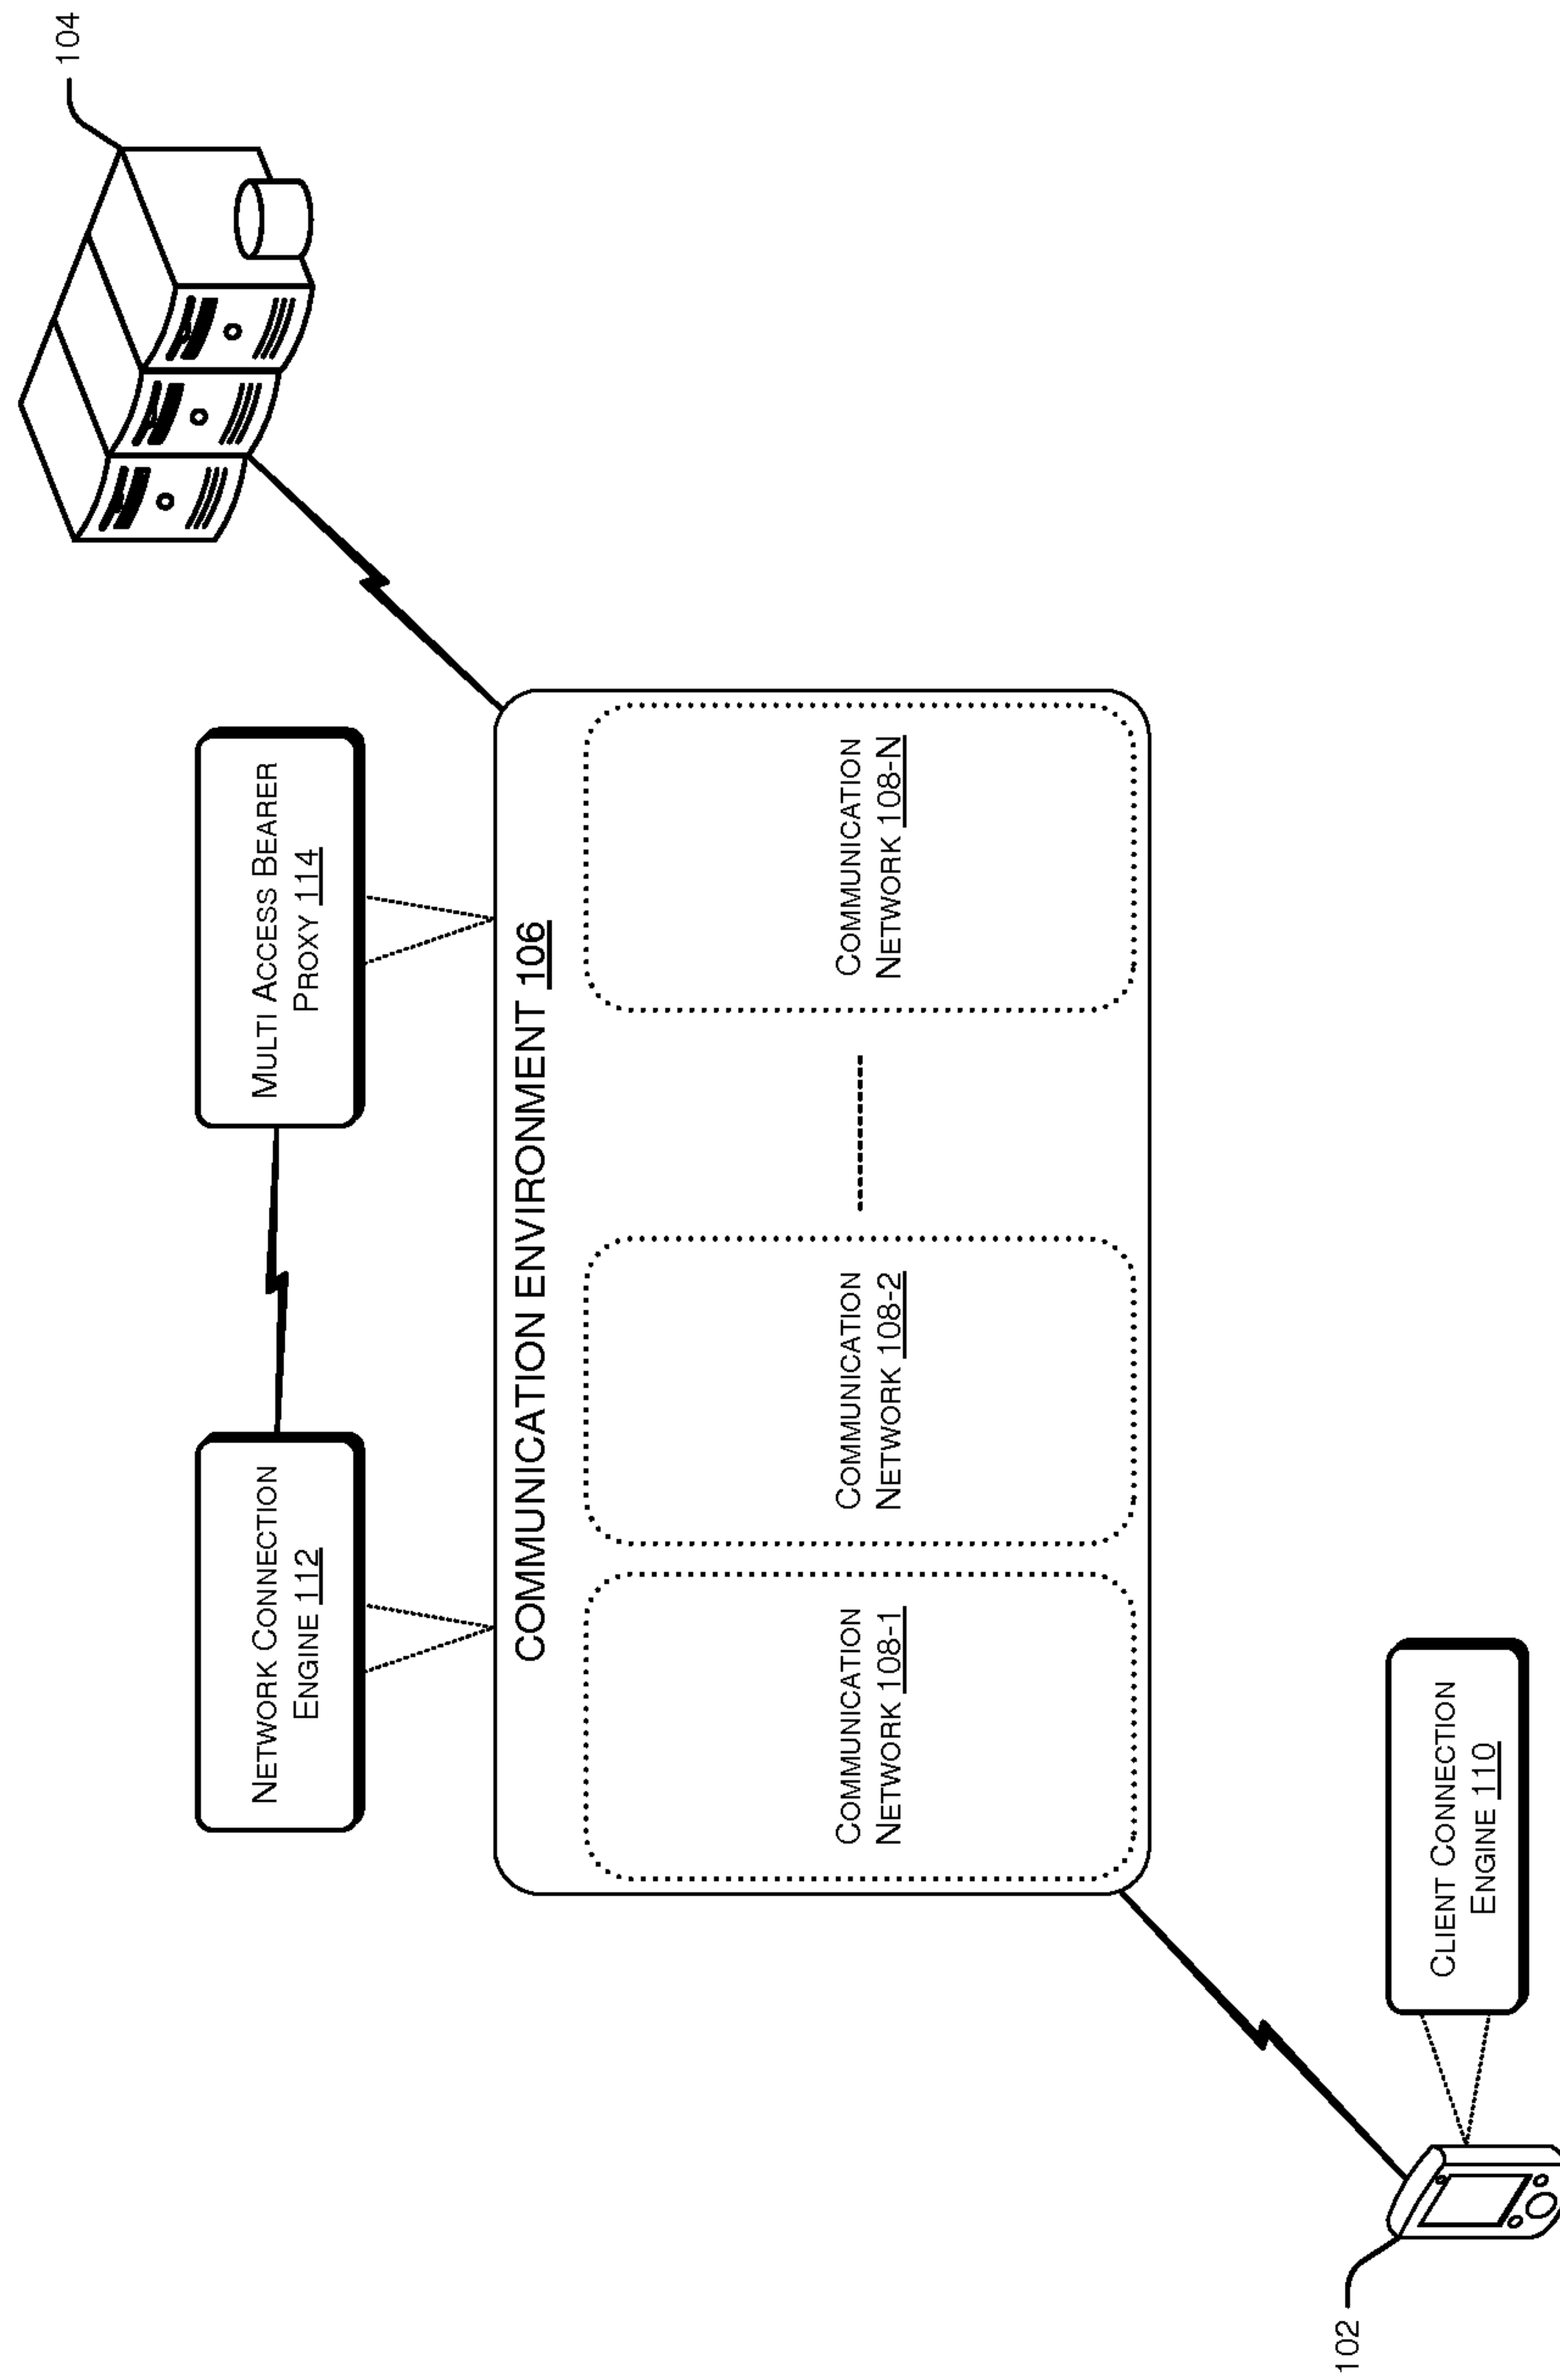 104
NETWORK CONNECTION
ENGINE 112
MULTI ACCESS BEARER
PROXY 114
COMMUNICATION ENVIRONMENT 106
COMMUNICATION
NETWORK 108-1
COMMUNICATION
NETWORK 108-2
COMMUNICATION
NETWORK 108-N
CLIENT CONNECTION
ENGINE 110
102